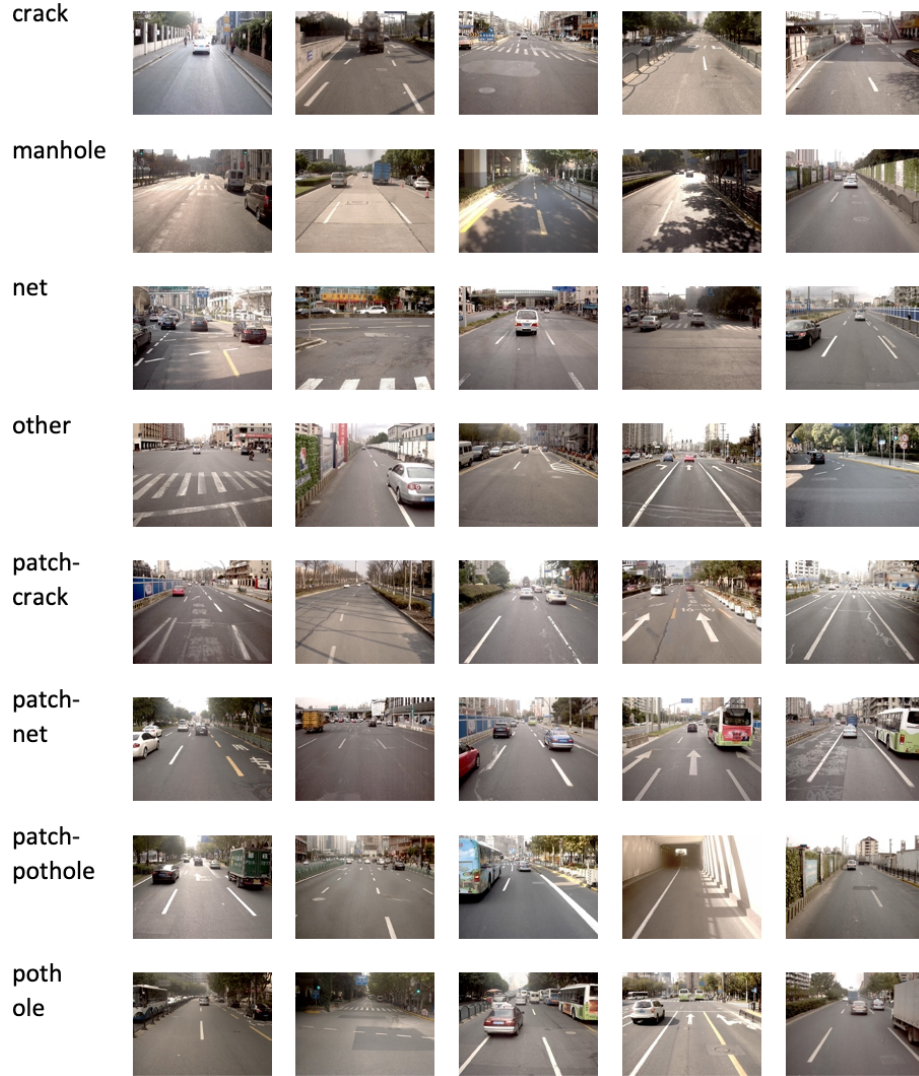 crack
manhole
net
other
patch-
crack
patch-
net
patch-
pothole
poth
ole